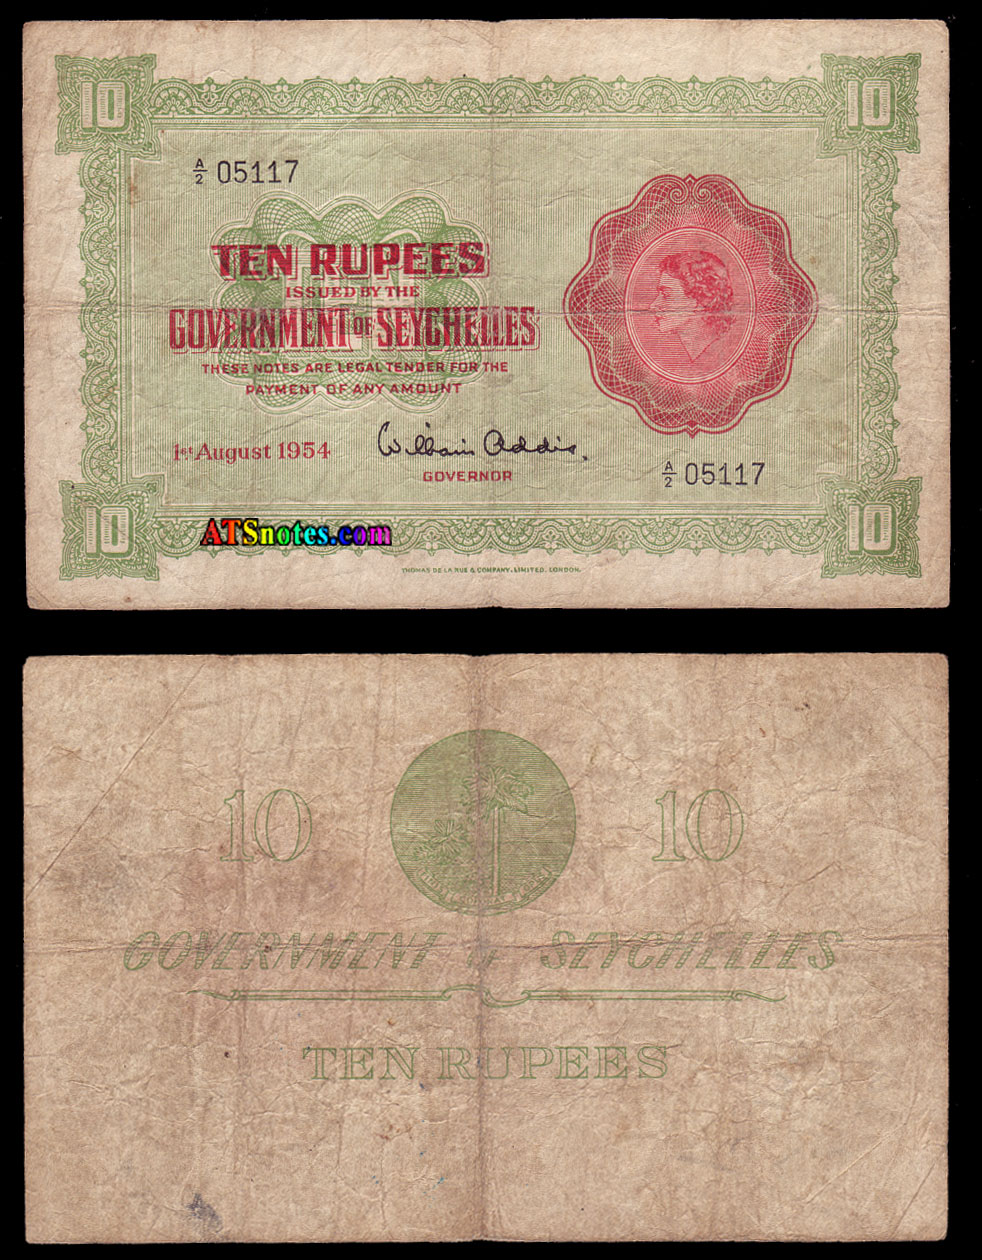 10 10
A/2 05117
TEN RUPEES
ISSUED BY THE
GOVERNMENT OF SEYCHELLES
THESE NOTES ARE LEGAL TENDER FOR THE
PAYMENT OF ANY AMOUNT
1st August 1954
William Addis.
GOVERNOR
A/2 05117
10 10
ATSnotes.com
THOMAS DE LA RUE & COMPANY, LIMITED, LONDON.
10 10
GOVERNMENT OF SEYCHELLES
TEN RUPEES